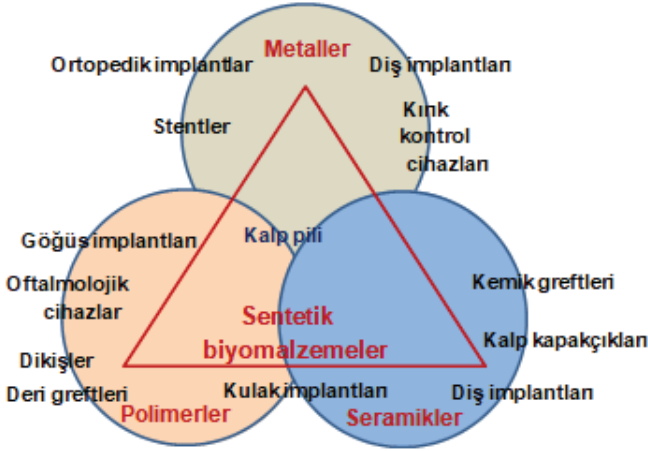 Metaller
Ortopedik implantlar
Diş implantları
Stentler
Kırık
kontrol
cihazları
Göğüs implantları
Kalp pili
Oftalmolojik
cihazlar
Kemik greftleri
Sentetik
biyomalzemeler
Kalp kapakçıkları
Dikişler
Deri greftleri
Kulak implantları
Diş implantları
Polimerler
Seramikler